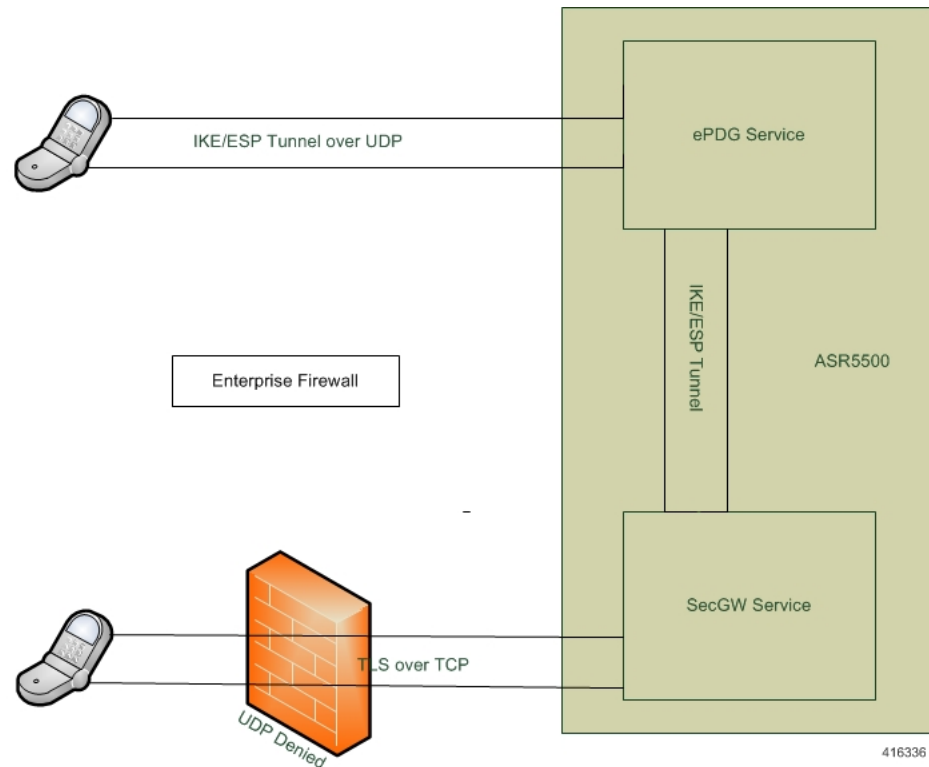 IKE/ESP Tunnel over UDP
ePDG Service
IKE/ESP Tunnel
ASR5500
Enterprise Firewall
SecGW Service
TLS over TCP
UDP Denied
416336